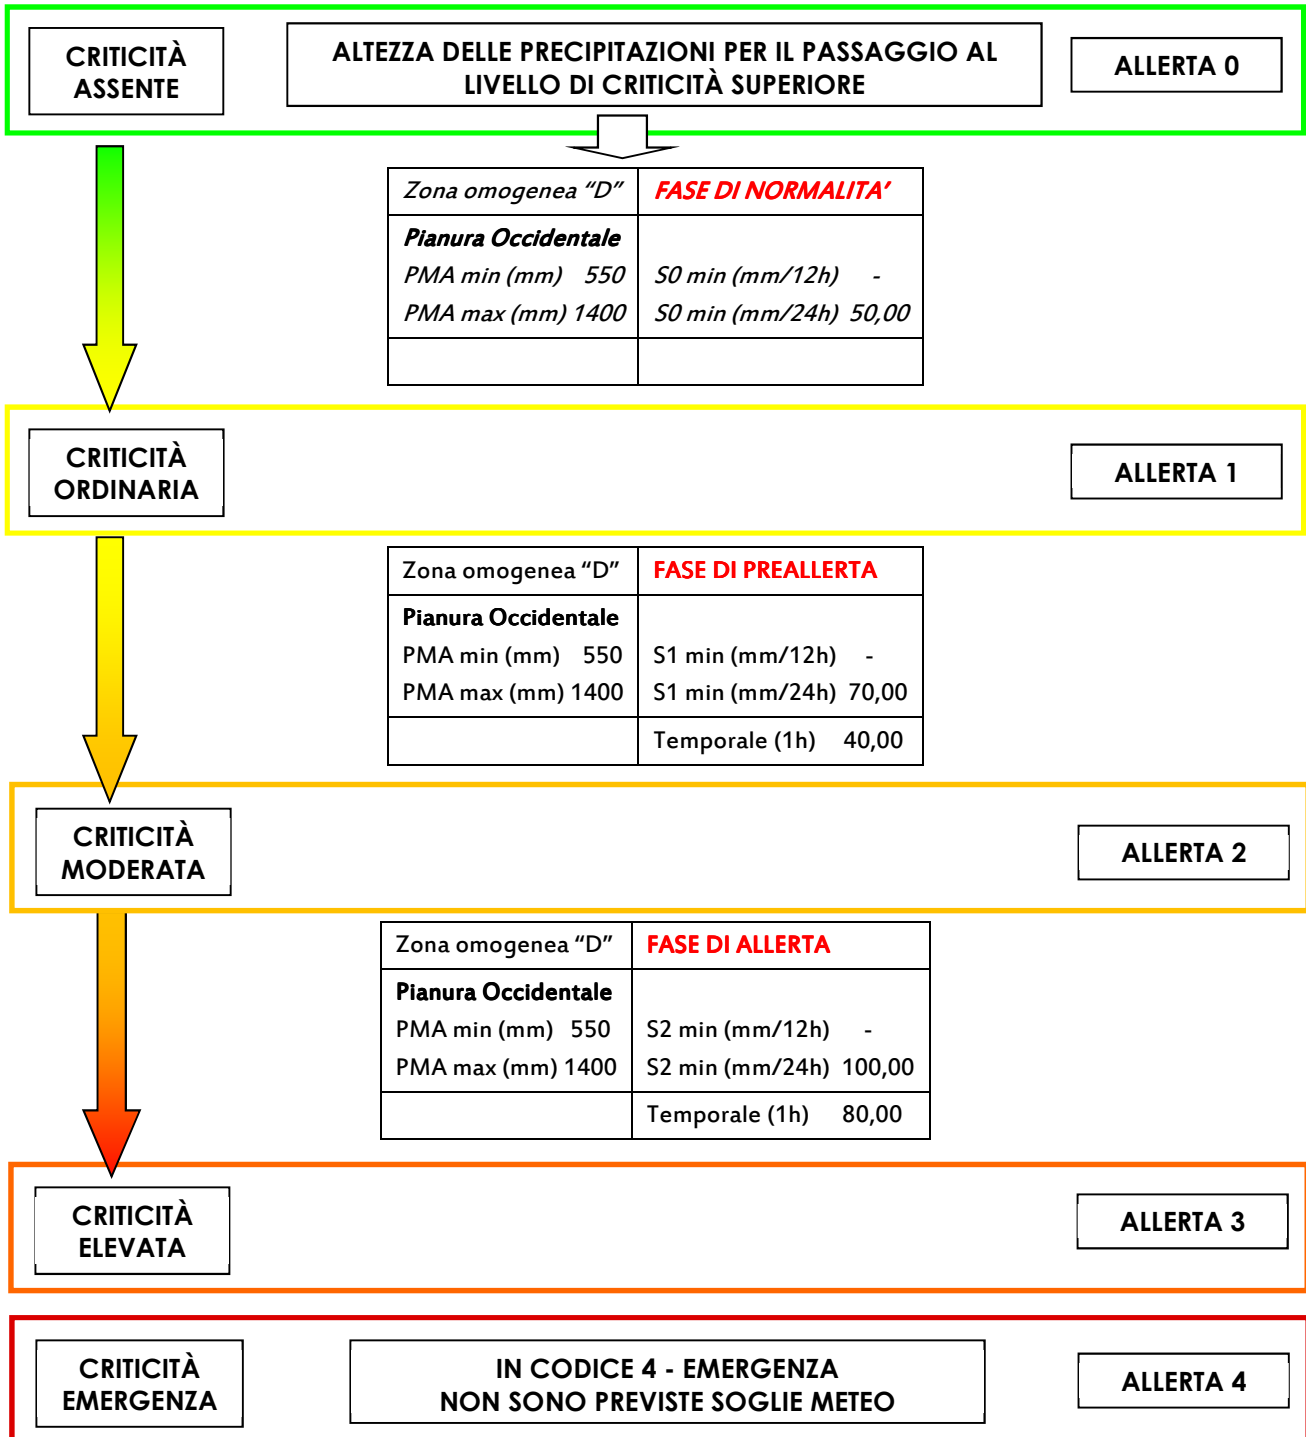 CRITICITÀ
ASSENTE
ALTEZZA DELLE PRECIPITAZIONI PER IL PASSAGGIO AL
LIVELLO DI CRITICITÀ SUPERIORE
ALLERTA 0
Zona omogenea “D” FASE DI NORMALITA’
Pianura Occidentale
PMA min (mm) 550 S0 min (mm/12h) -
PMA max (mm) 1400 S0 min (mm/24h) 50,00
CRITICITÀ
ORDINARIA
ALLERTA 1
Zona omogenea “D” FASE DI PREALLERTA
Pianura Occidentale
PMA min (mm) 550 S1 min (mm/12h) -
PMA max (mm) 1400 S1 min (mm/24h) 70,00
Temporale (1h) 40,00
CRITICITÀ
MODERATA
ALLERTA 2
Zona omogenea “D” FASE DI ALLERTA
Pianura Occidentale
PMA min (mm) 550 S2 min (mm/12h) -
PMA max (mm) 1400 S2 min (mm/24h) 100,00
Temporale (1h) 80,00
CRITICITÀ
ELEVATA
ALLERTA 3
CRITICITÀ
EMERGENZA
IN CODICE 4 - EMERGENZA
NON SONO PREVISTE SOGLIE METEO
ALLERTA 4